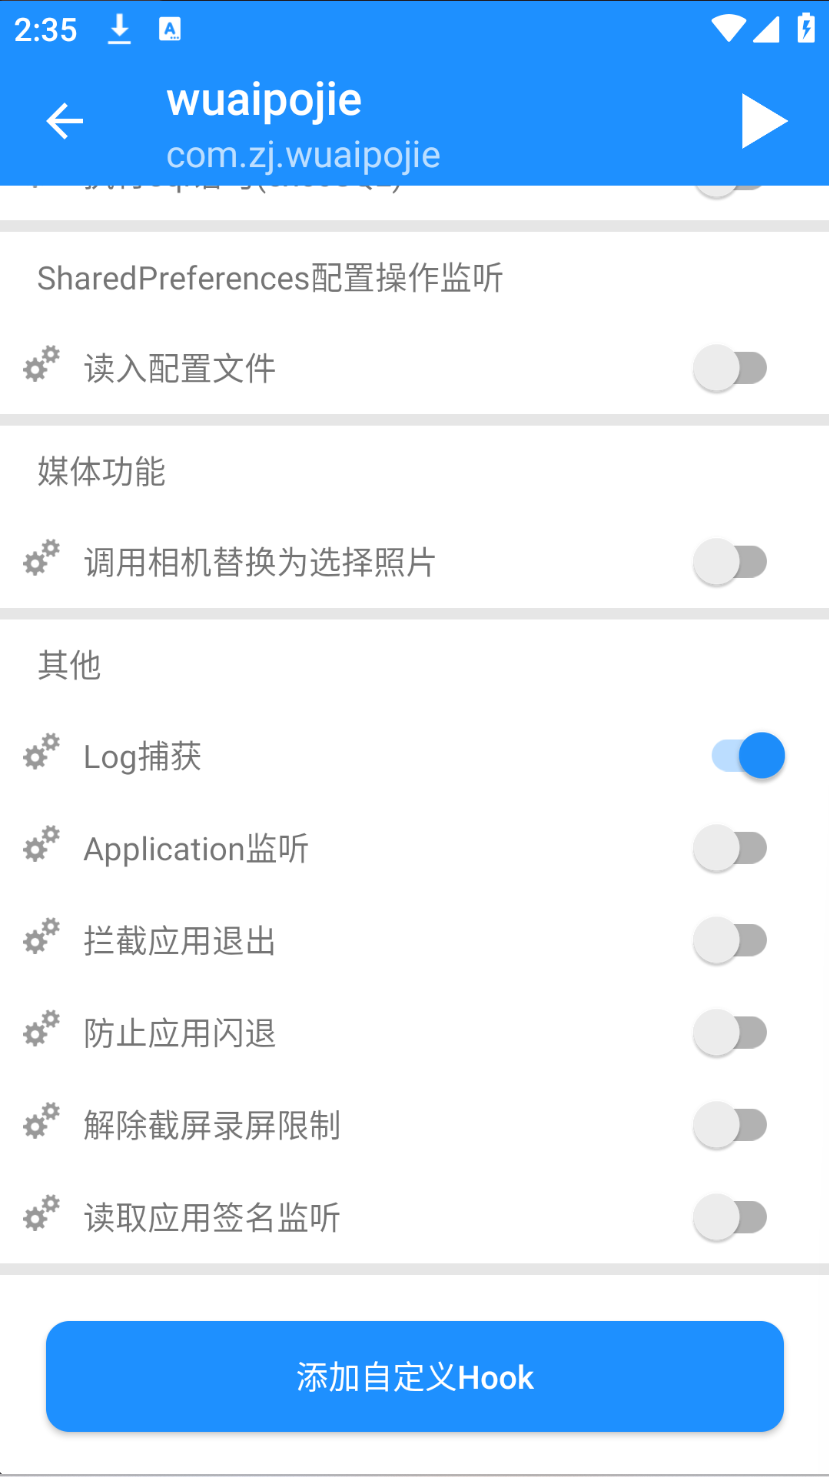 2:35
wuaipojie
com.zj.wuaipojie
SharedPreferences配置操作监听
读入配置文件
媒体功能
调用相机替换为选择照片
其他
Log捕获
Application监听
拦截应用退出
防止应用闪退
解除截屏录屏限制
读取应用签名监听
添加自定义Hook